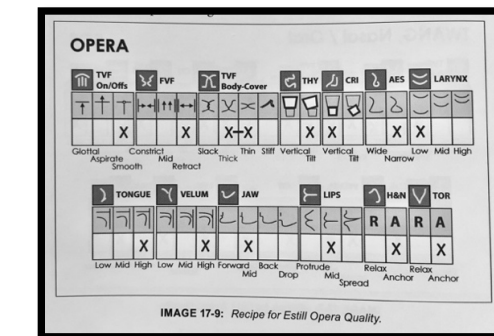 OPERA
TVF On/Offs FVF TVF Body-Cover THY CRI AES LARYNX
X X X-X X X X X
Glottal Aspirate Smooth Constrict Mid Retract Slack Thick Thin Stiff Vertical Tilt Vertical Tilt Wide Narrow Low Mid High
TONGUE VELUM JAW LIPS H&N TOR
R A R A
X X X X X X
Low Mid High Low Mid High Forward Mid Back Drop Protrude Mid Spread Relax Anchor Relax Anchor
IMAGE 17-9: Recipe for Estill Opera Quality.